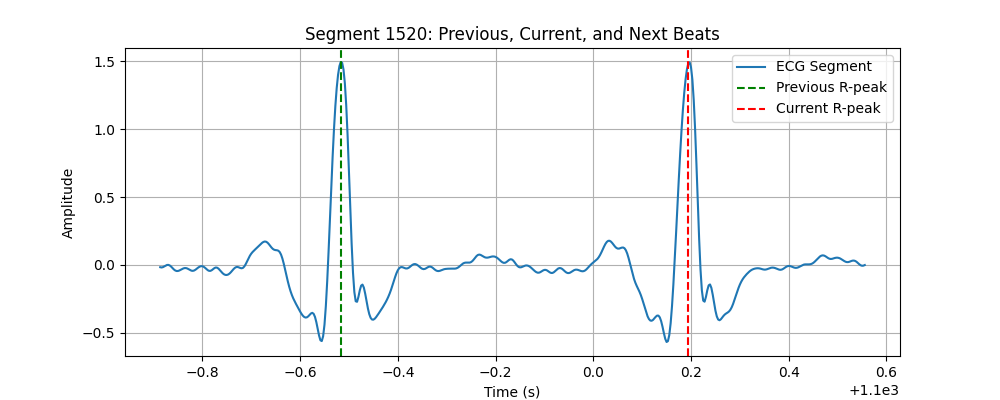 Segment 1520: Previous, Current, and Next Beats
ECG Segment
Previous R-peak
Current R-peak
Amplitude
1.5
1.0
0.5
0.0
−0.5
−0.8 −0.6 −0.4 −0.2 0.0 0.2 0.4 0.6
+1.1e3
Time (s)